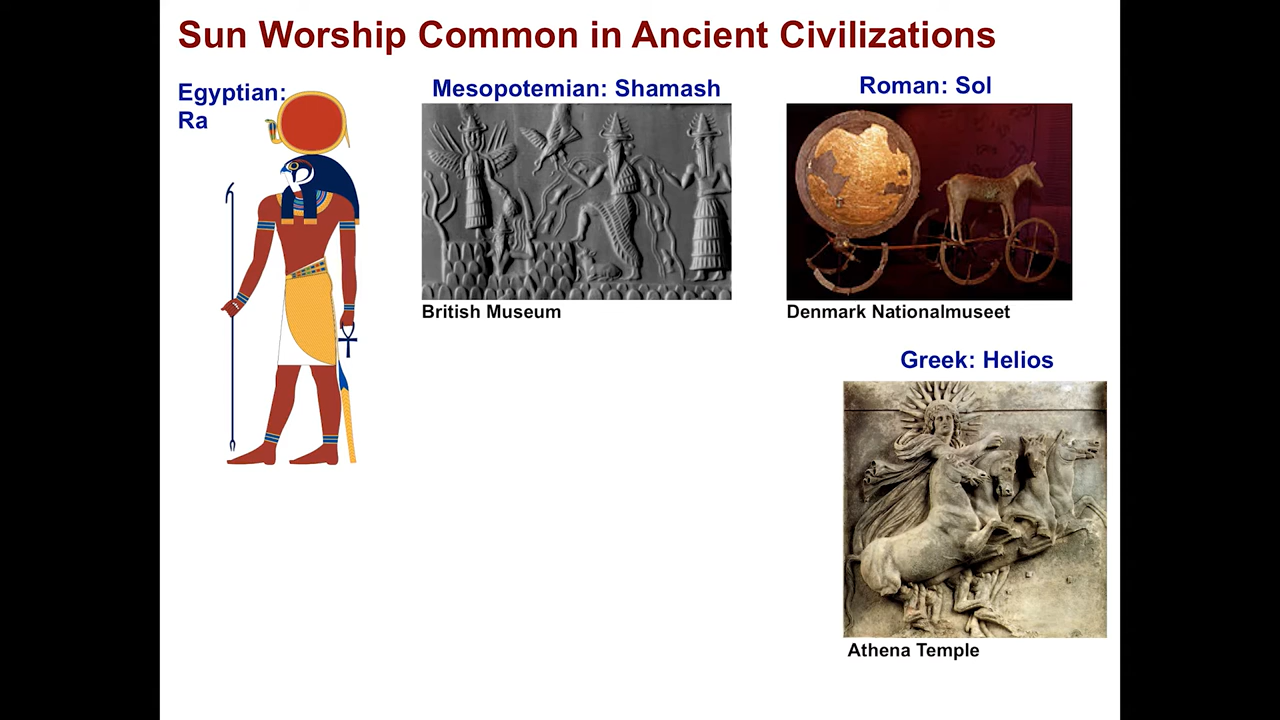 Sun Worship Common in Ancient Civilizations
Egyptian:
Ra
Mesopotemian: Shamash
British Museum
Roman: Sol
Denmark Nationalmuseet
Greek: Helios
Athena Temple